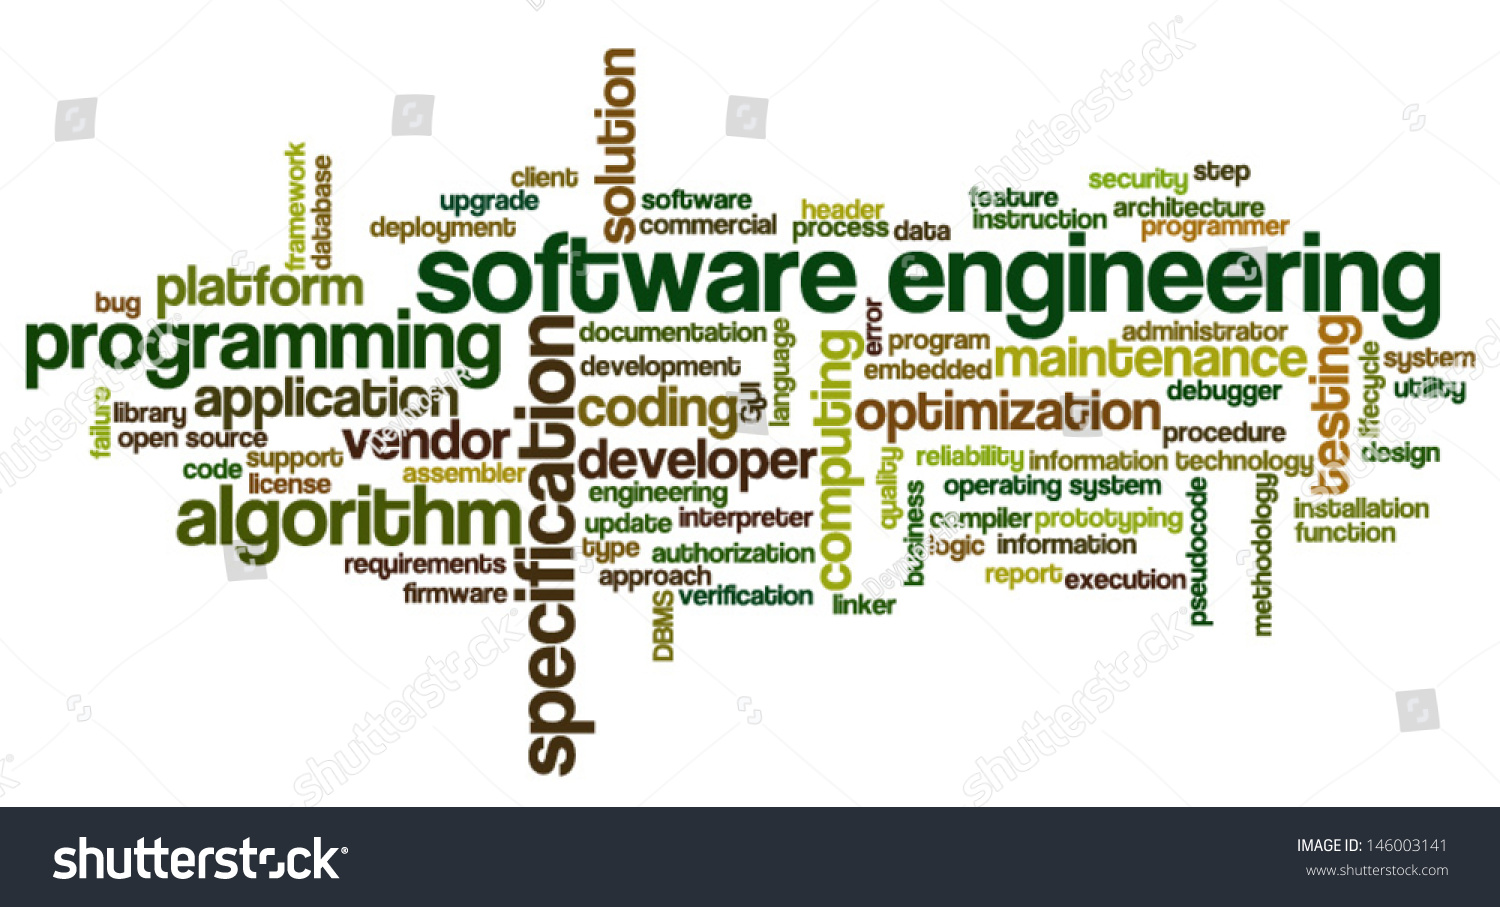 solution
framework
database
client
upgrade
deployment
software
commercial
header
process
data
feature
instruction
security
step
architecture
programmer
software engineering
bug
platform
programming
specification
documentation
development
language
error
program
embedded
maintenance
administrator
testing
lifecycle
system
utility
debugger
failure
library
application
open source
vendor
coding
GUI
computing
optimization
procedure
design
code
support
license
assembler
developer
quality
reliability
information technology
operating system
algorithm
engineering
update
interpreter
business
compiler
prototyping
pseudocode
methodology
installation
function
requirements
firmware
type
authorization
approach
verification
DBMS
linker
logic
information
report
execution
shutterstock
IMAGE ID: 146003141
www.shutterstock.com